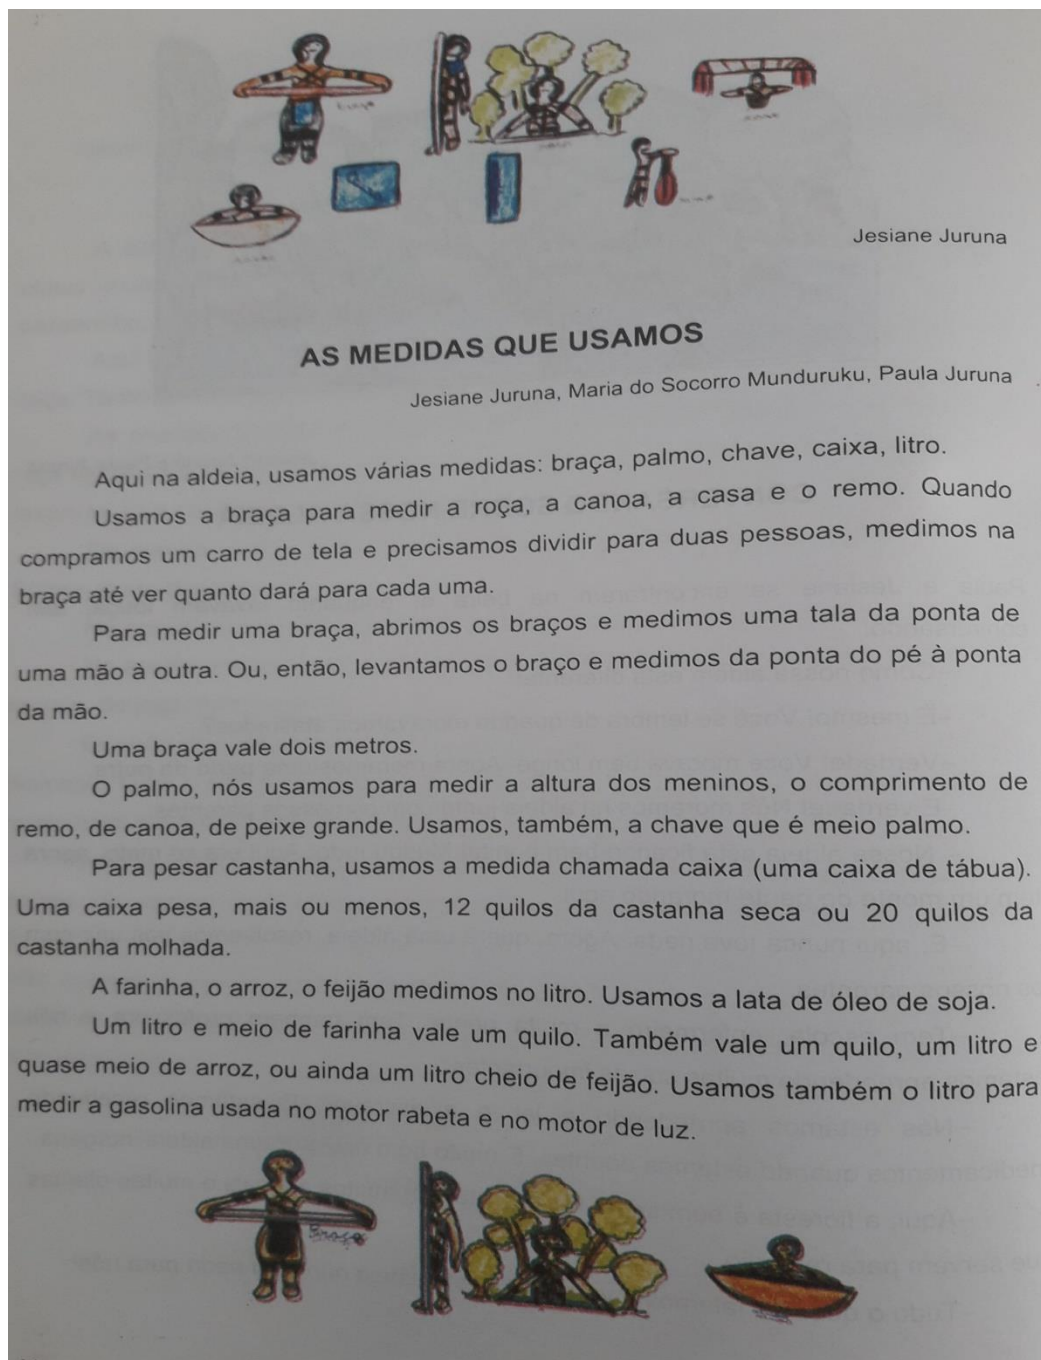 Jesiane Juruna
AS MEDIDAS QUE USAMOS
Jesiane Juruna, Maria do Socorro Munduruku, Paula Juruna
Aqui na aldeia, usamos várias medidas: braça, palmo, chave, caixa, litro.
Usamos a braça para medir a roça, a canoa, a casa e o remo. Quando
compramos um carro de tela e precisamos dividir para duas pessoas, medimos na
braça até ver quanto dará para cada uma.
Para medir uma braça, abrimos os braços e medimos uma tala da ponta de
uma mão à outra. Ou, então, levantamos o braço e medimos da ponta do pé à ponta
da mão.
Uma braça vale dois metros.
O palmo, nós usamos para medir a altura dos meninos, o comprimento de
remo, de canoa, de peixe grande. Usamos, também, a chave que é meio palmo.
Para pesar castanha, usamos a medida chamada caixa (uma caixa de tábua).
Uma caixa pesa, mais ou menos, 12 quilos da castanha seca ou 20 quilos da
castanha molhada.
A farinha, o arroz, o feijão medimos no litro. Usamos a lata de óleo de soja.
Um litro e meio de farinha vale um quilo. Também vale um quilo, um litro e
quase meio de arroz, ou ainda um litro cheio de feijão. Usamos também o litro para
medir a gasolina usada no motor rabeta e no motor de luz.
Braça